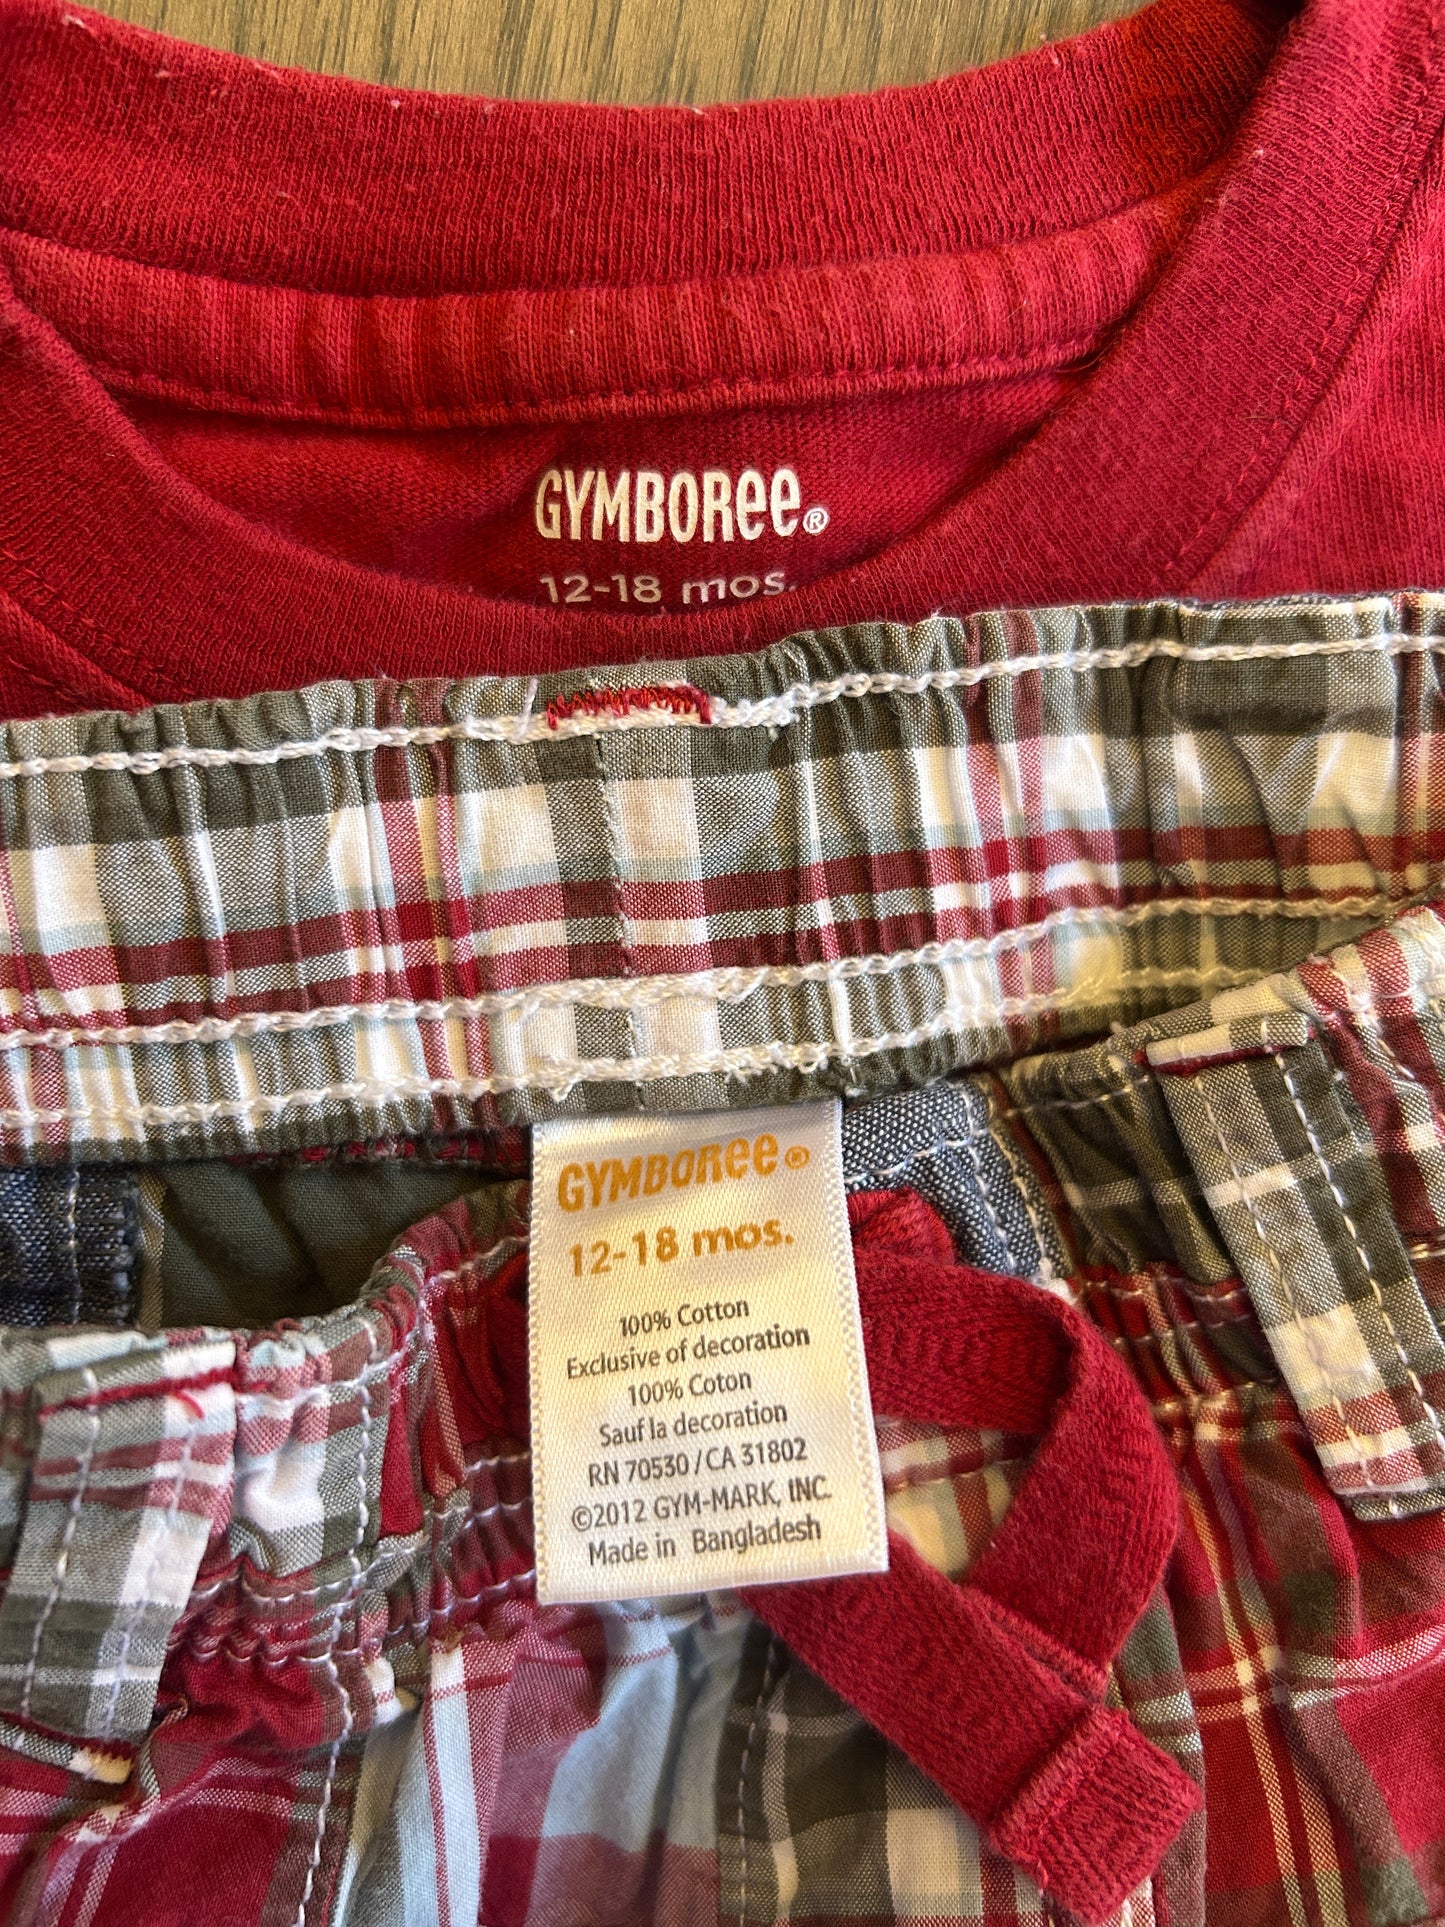 GYMBOREE®
12-18 mos.
GYMBOREE®
12-18 mos.
100% Cotton
Exclusive of decoration
100% Coton
Sauf la decoration
RN 70530/CA 31802
©2012 GYM-MARK, INC.
Made in Bangladesh